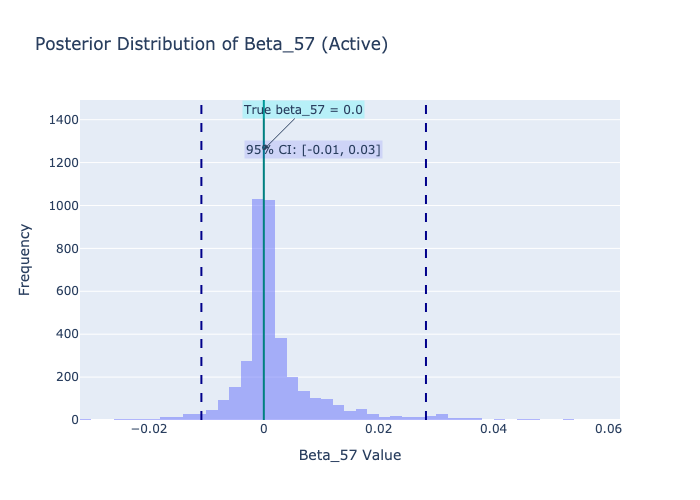 Posterior Distribution of Beta_57 (Active)
True beta_57 = 0.0
95% CI: [-0.01, 0.03]
1400
1200
1000
800
600
400
200
0
Frequency
−0.02
0
0.02
0.04
0.06
Beta_57 Value